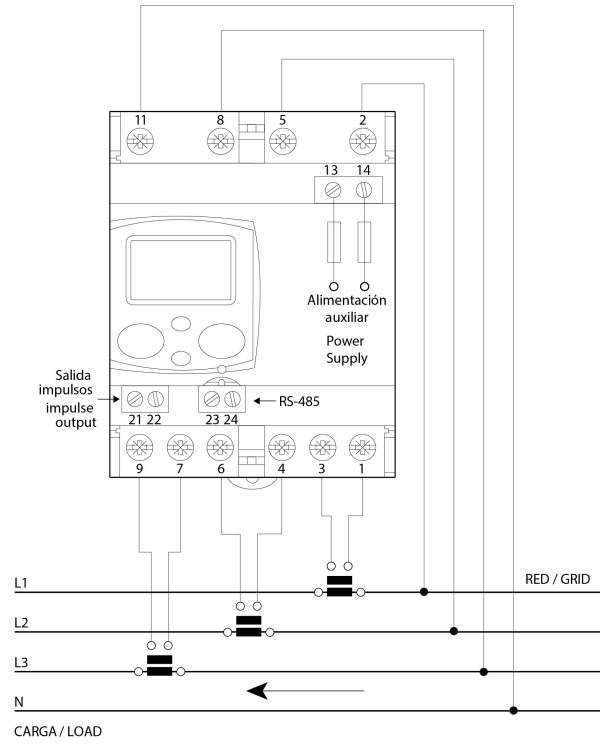 11 8 5 2
13 14
Alimentación
auxiliar
Power
Supply
Salida
impulsos
impulse
output
RS-485
21 22 23 24
9 7 6 4 3 1
L1
RED / GRID
L2
L3
N
CARGA / LOAD